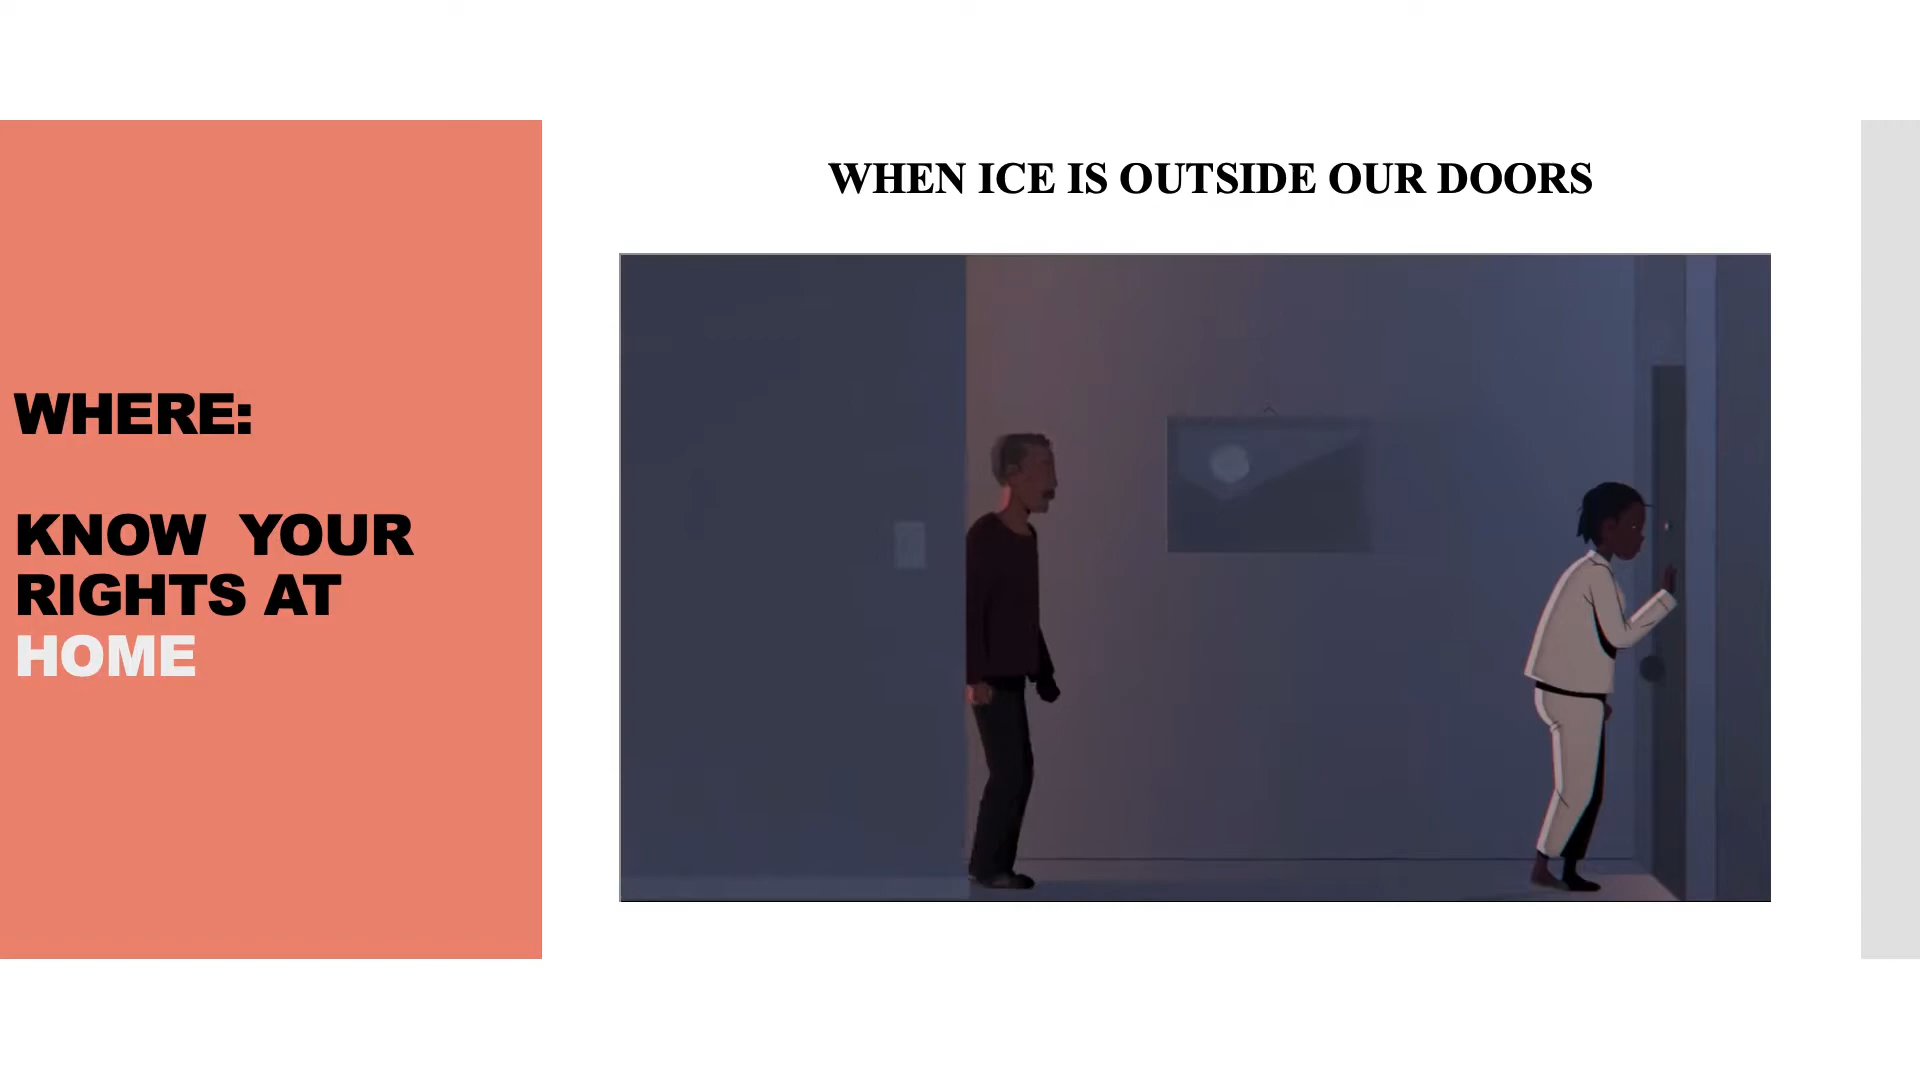 WHEN ICE IS OUTSIDE OUR DOORS
WHERE:
KNOW YOUR
RIGHTS AT
HOME